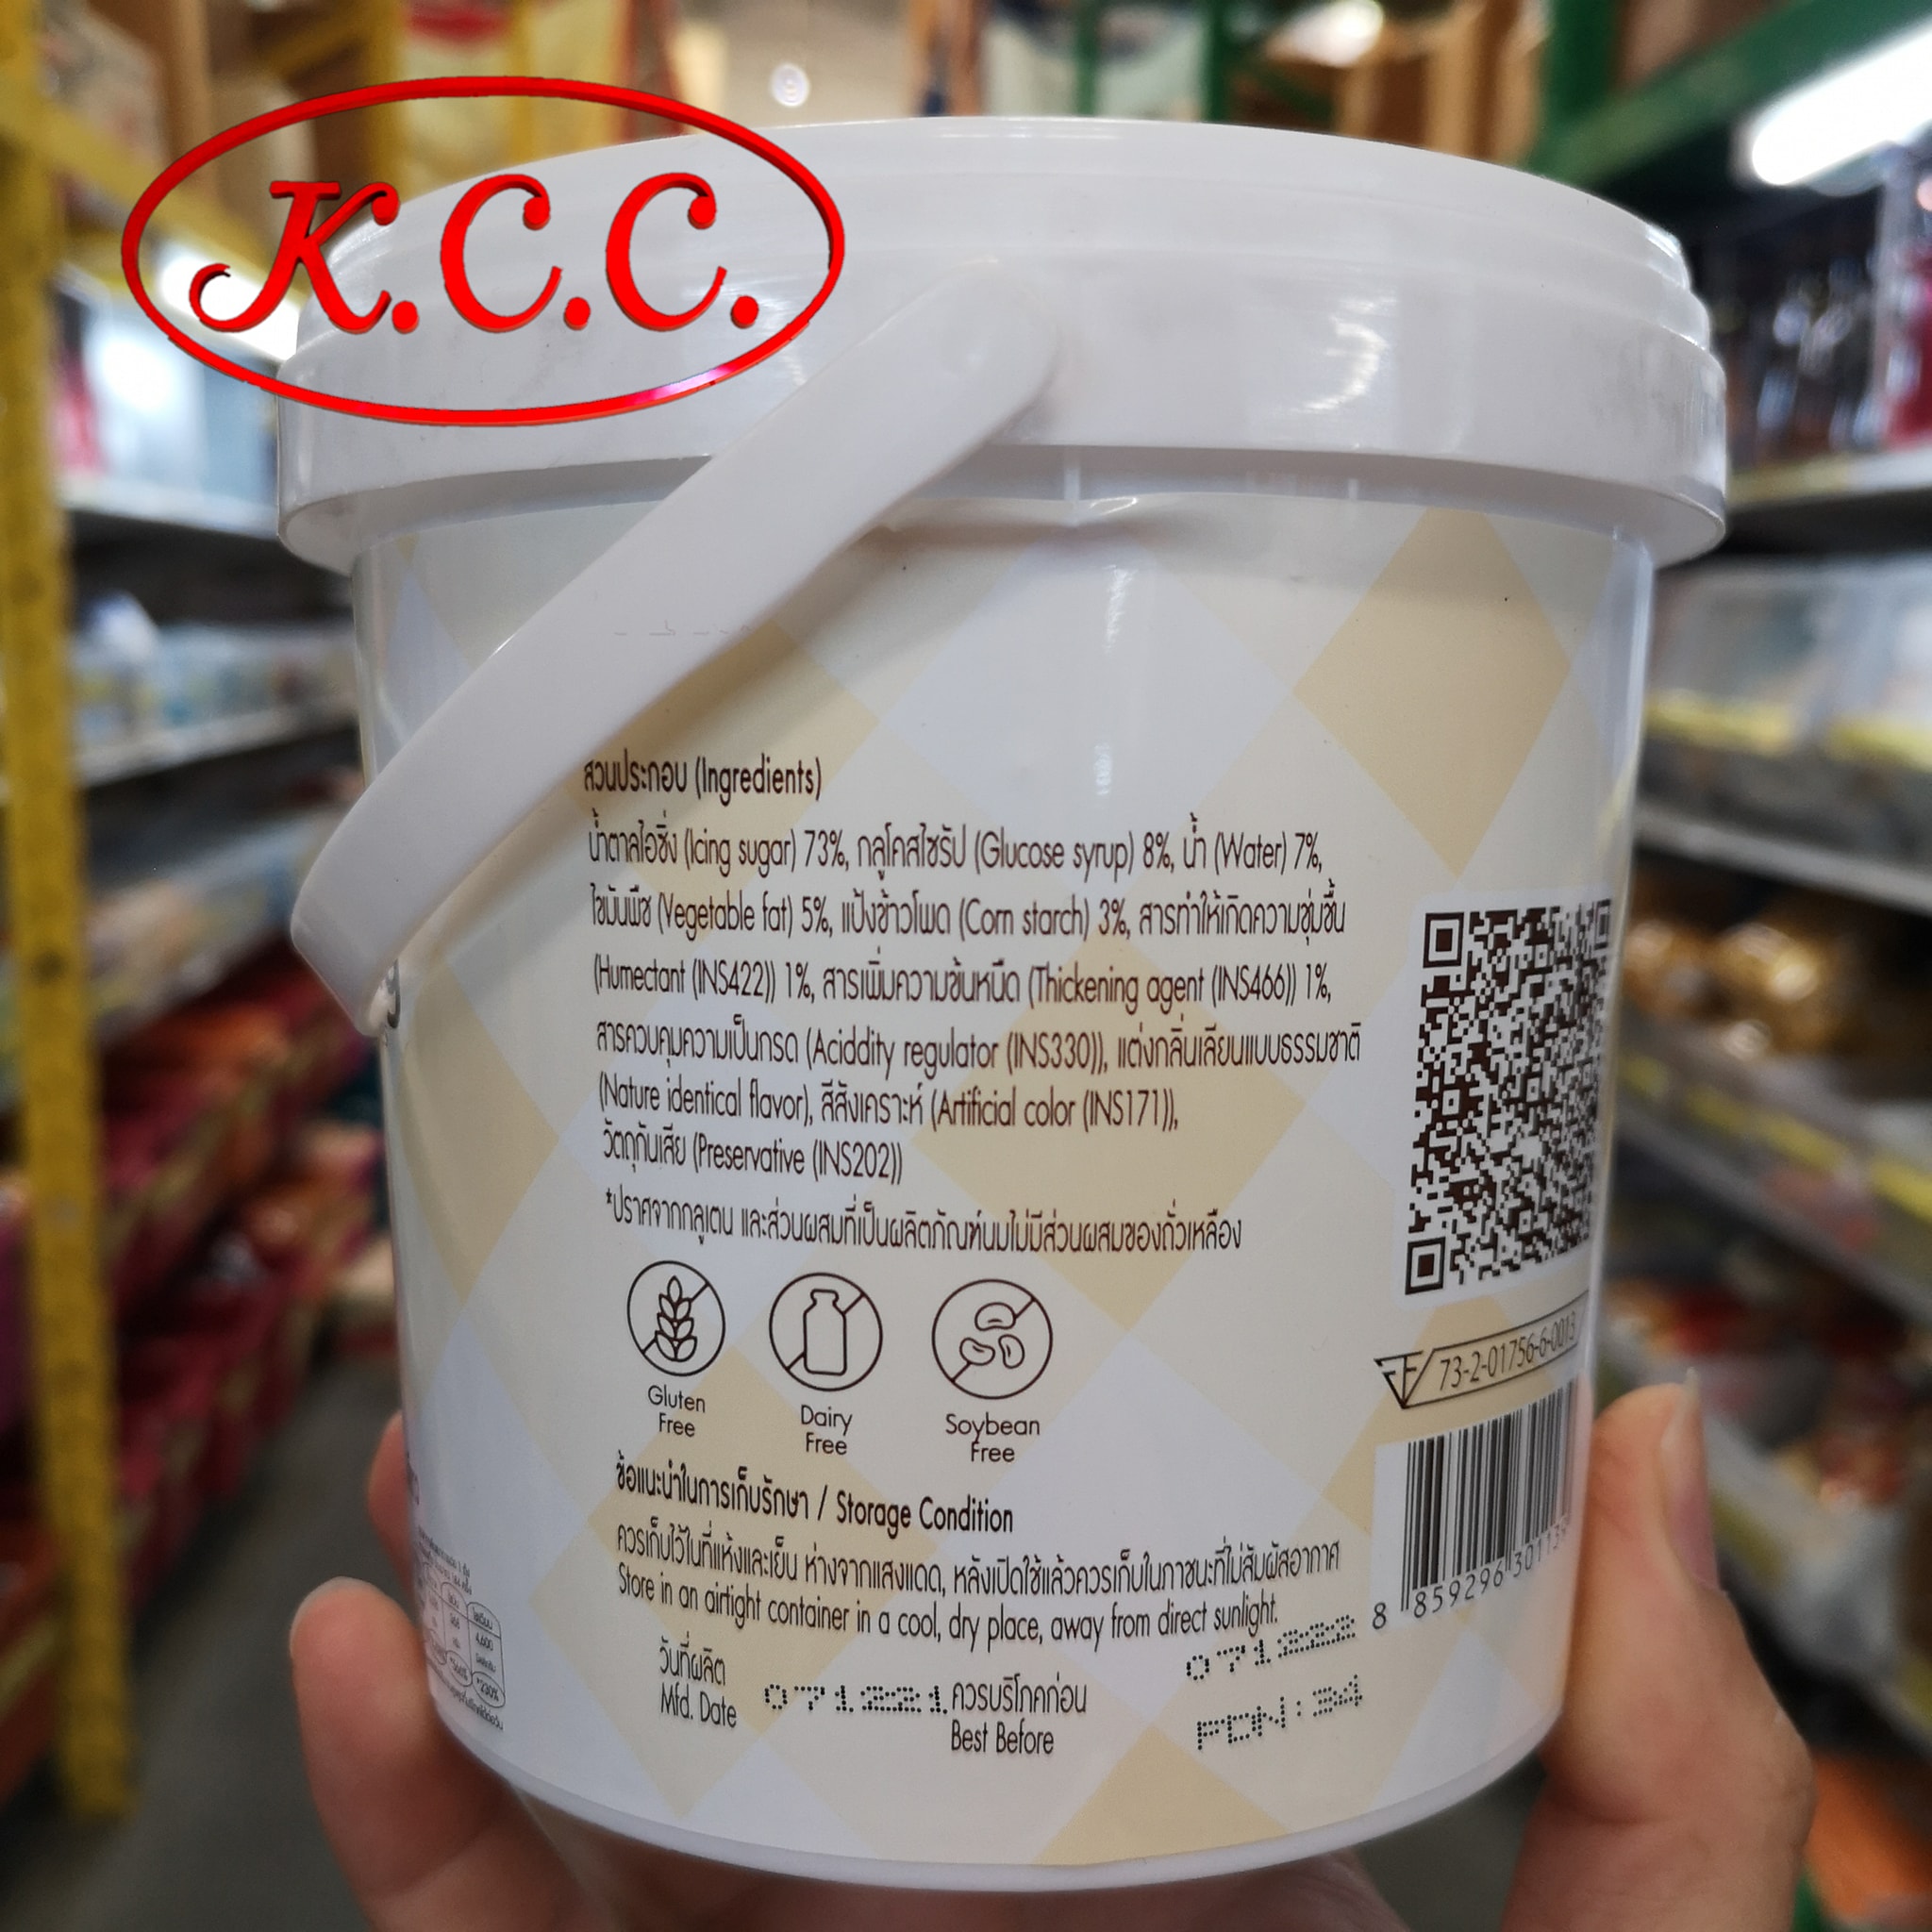 K.C.C.
ส่วนประกอบ (Ingredients)
น้ำตาลไอซิ่ง (Icing sugar) 73%, กลูโคสไซรัป (Glucose syrup) 8%, น้ำ (Water) 7%,
ไขมันพืช (Vegetable fat) 5%, แป้งข้าวโพด (Corn starch) 3%, สารทำให้เกิดความชุ่มชื้น
(Humectant (INS422)) 1%, สารเพิ่มความข้นหนืด (Thickening agent (INS466)) 1%,
สารควบคุมความเป็นกรด (Aciddity regulator (INS330)), แต่งกลิ่นเลียนแบบธรรมชาติ
(Nature identical flavor), สีสังเคราะห์ (Artificial color (INS171)),
วัตถุกันเสีย (Preservative (INS202))
*ปราศจากกลูเตน และส่วนผสมที่เป็นผลิตภัณฑ์นมไม่มีส่วนผสมของถั่วเหลือง
Gluten Free
Dairy Free
Soybean Free
73-2-01756-6-0013
ข้อแนะนำในการเก็บรักษา / Storage Condition
ควรเก็บไว้ในที่แห้งและเย็น ห่างจากแสงแดด, หลังเปิดใช้แล้วควรเก็บในภาชนะที่ไม่สัมผัสอากาศ
Store in an airtight container in a cool, dry place, away from direct sunlight.
8 859296 30113
วันที่ผลิต
Mfd. Date
071221
ควรบริโภคก่อน
Best Before
071222
PDN:34
4,600
*230%